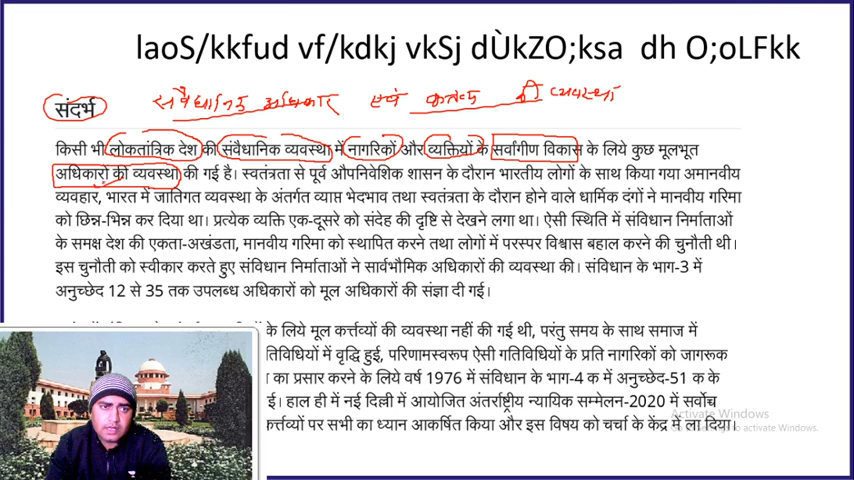 laoS/kkfud vf/kdkj vkSj dÙkZO;ksa dh O;oLFkk
संवैधानिक अधिकार एवं कर्तव्य की व्यवस्था
संदर्भ
किसी भी लोकतांत्रिक देश की संवैधानिक व्यवस्था में नागरिकों और व्यक्तियों के सर्वांगीण विकास के लिये कुछ मूलभूत
अधिकारों की व्यवस्था की गई है। स्वतंत्रता से पूर्व औपनिवेशिक शासन के दौरान भारतीय लोगों के साथ किया गया अमानवीय
व्यवहार, भारत में जातिगत व्यवस्था के अंतर्गत व्याप्त भेदभाव तथा स्वतंत्रता के दौरान होने वाले धार्मिक दंगों ने मानवीय गरिमा
को छिन्न-भिन्न कर दिया था। प्रत्येक व्यक्ति एक-दूसरे को संदेह की दृष्टि से देखने लगा था। ऐसी स्थिति में संविधान निर्माताओं
के समक्ष देश की एकता-अखंडता, मानवीय गरिमा को स्थापित करने तथा लोगों में परस्पर विश्वास बहाल करने की चुनौती थी।
इस चुनौती को स्वीकार करते हुए संविधान निर्माताओं ने सार्वभौमिक अधिकारों की व्यवस्था की। संविधान के भाग-3 में
अनुच्छेद 12 से 35 तक उपलब्ध अधिकारों को मूल अधिकारों की संज्ञा दी गई।
के लिये मूल कर्त्तव्यों की व्यवस्था नहीं की गई थी, परंतु समय के साथ समाज में
तिविधियों में वृद्धि हुई, परिणामस्वरूप ऐसी गतिविधियों के प्रति नागरिकों को जागरूक
का प्रसार करने के लिये वर्ष 1976 में संविधान के भाग-4 क में अनुच्छेद-51 क के
ई। हाल ही में नई दिल्ली में आयोजित अंतर्राष्ट्रीय न्यायिक सम्मेलन-2020 में सर्वोच्च
कर्त्तव्यों पर सभी का ध्यान आकर्षित किया और इस विषय को चर्चा के केंद्र में ला दिया।
Activate Windows
to activate Windows.